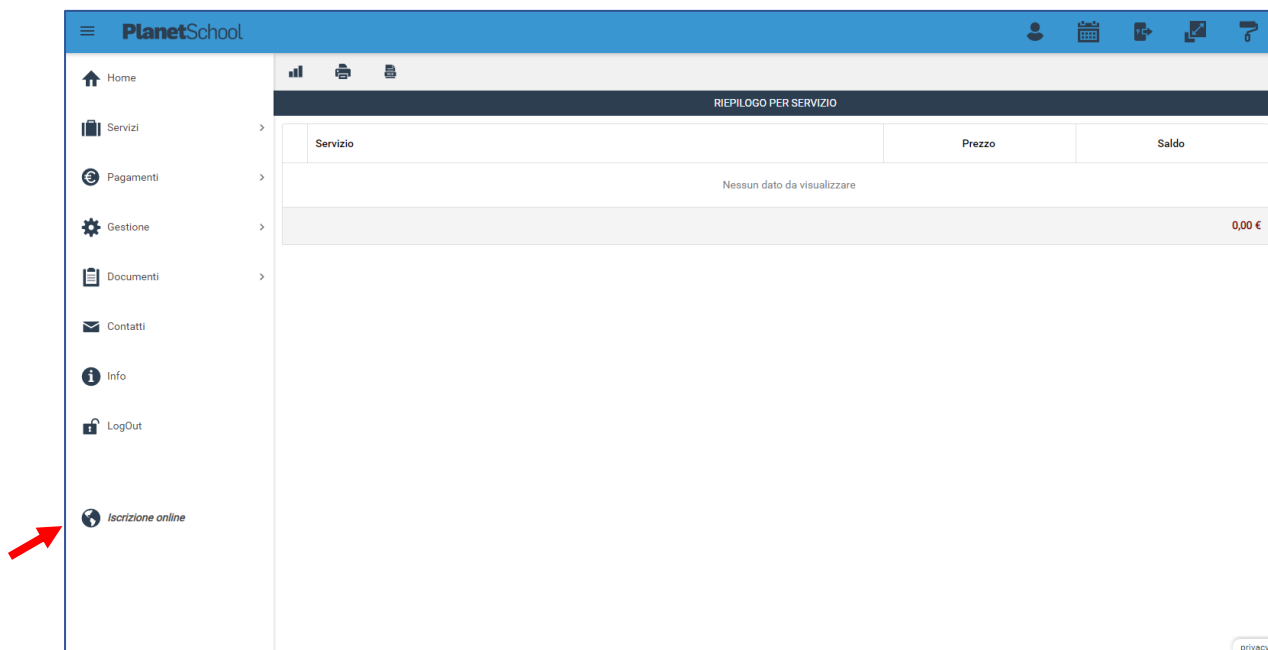 PlanetSchool
Home
Servizi
Pagamenti
Gestione
Documenti
Contatti
Info
LogOut
Iscrizione online
RIEPILOGO PER SERVIZIO
Servizio Prezzo Saldo
Nessun dato da visualizzare
0,00 €
privacy